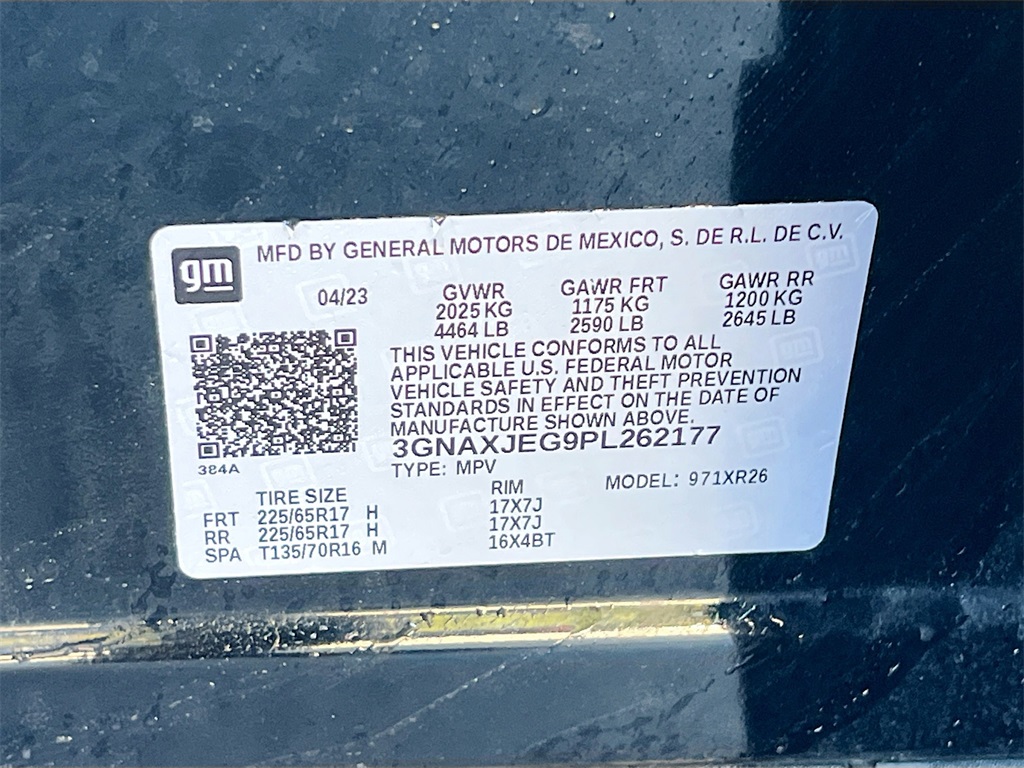 gm
MFD BY GENERAL MOTORS DE MEXICO, S. DE R.L. DE C.V.
04/23 GVWR GAWR FRT GAWR RR
2025 KG 1175 KG 1200 KG
4464 LB 2590 LB 2645 LB
THIS VEHICLE CONFORMS TO ALL
APPLICABLE U.S. FEDERAL MOTOR
VEHICLE SAFETY AND THEFT PREVENTION
STANDARDS IN EFFECT ON THE DATE OF
MANUFACTURE SHOWN ABOVE.
3GNAXJEG9PL262177
384A
TYPE: MPV MODEL: 971XR26
TIRE SIZE RIM
FRT 225/65R17 H 17X7J
RR 225/65R17 H 17X7J
SPA T135/70R16 M 16X4BT